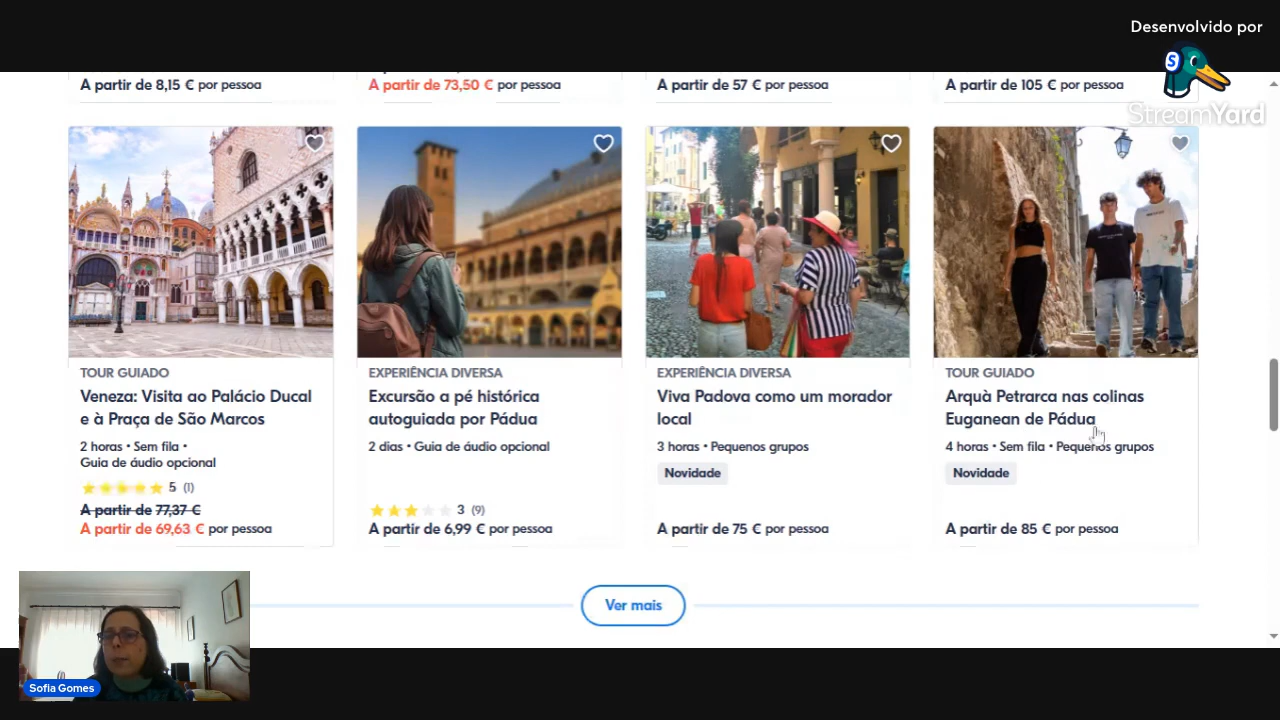 Desenvolvido por
S
StreamYard
A partir de 8,15 € por pessoa
A partir de 73,50 € por pessoa
A partir de 57 € por pessoa
A partir de 105 € por pessoa
TOUR GUIADO
Veneza: Visita ao Palácio Ducal
e à Praça de São Marcos
2 horas • Sem fila •
Guia de áudio opcional
5 (1)
A partir de 77,37 €
A partir de 69,63 € por pessoa
EXPERIÊNCIA DIVERSA
Excursão a pé histórica
autoguiada por Pádua
2 dias • Guia de áudio opcional
3 (9)
A partir de 6,99 € por pessoa
EXPERIÊNCIA DIVERSA
Viva Padova como um morador
local
3 horas • Pequenos grupos
Novidade
A partir de 75 € por pessoa
TOUR GUIADO
Arquà Petrarca nas colinas
Euganean de Pádua
4 horas • Sem fila • Pequenos grupos
Novidade
A partir de 85 € por pessoa
Ver mais
Sofia Gomes